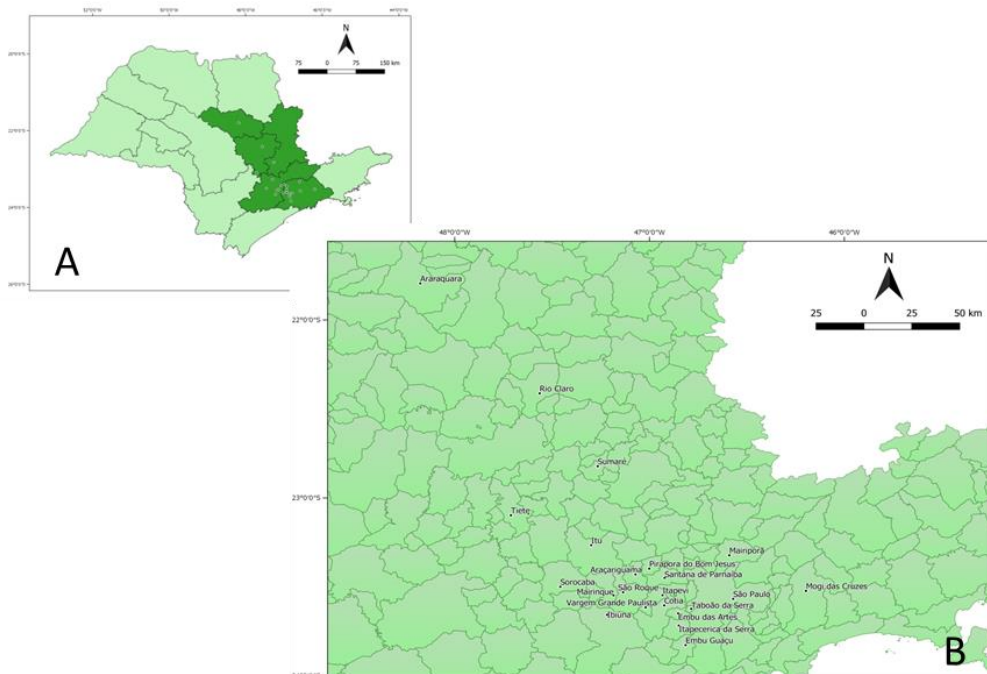 N
75 0 75 150 km
A
48°0'0"S 47°0'0"S 46°0'0"S
N
25 0 25 50 km
Araraquara
22°0'0"S
Rio Claro
Sumaré
23°0'0"S
Tietê
Itu
Mairiporã
Pirapora do Bom Jesus
Araçariguama
Santana de Parnaíba
Sorocaba
São Roque
Mairinque
Itapevi
Mogi das Cruzes
São Paulo
Vargem Grande Paulista
Cotia
Taboão da Serra
Ibiúna
Embu das Artes
Itapecerica da Serra
Embu Guaçu
B